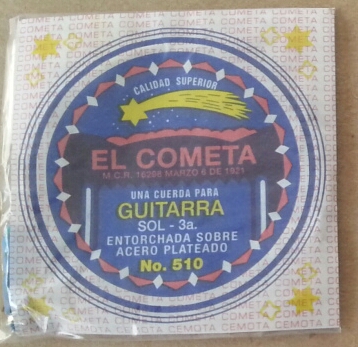 CALIDAD SUPERIOR
EL COMETA
M.C.R. 16268 MARZO 6 DE 1921
UNA CUERDA PARA
GUITARRA
SOL - 3a.
ENTORCHADA SOBRE
ACERO PLATEADO
No. 510